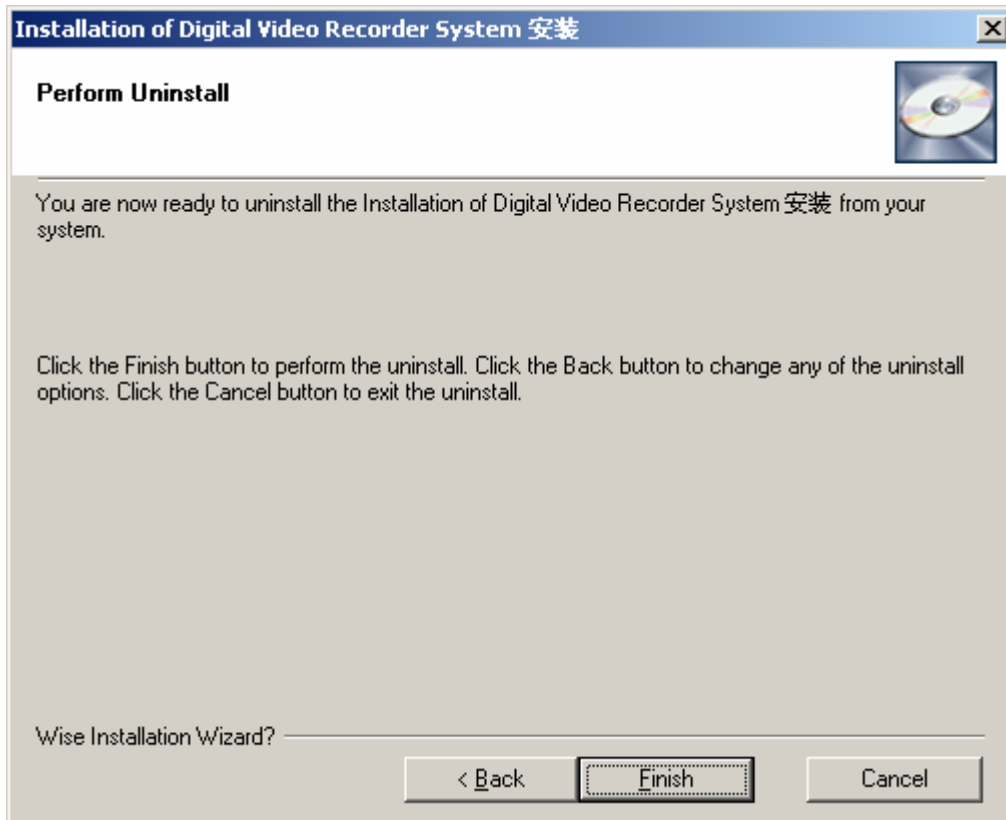 Installation of Digital Video Recorder System 安装
Perform Uninstall
You are now ready to uninstall the Installation of Digital Video Recorder System 安装 from your
system.
Click the Finish button to perform the uninstall. Click the Back button to change any of the uninstall
options. Click the Cancel button to exit the uninstall.
Wise Installation Wizard?
< Back
Finish
Cancel